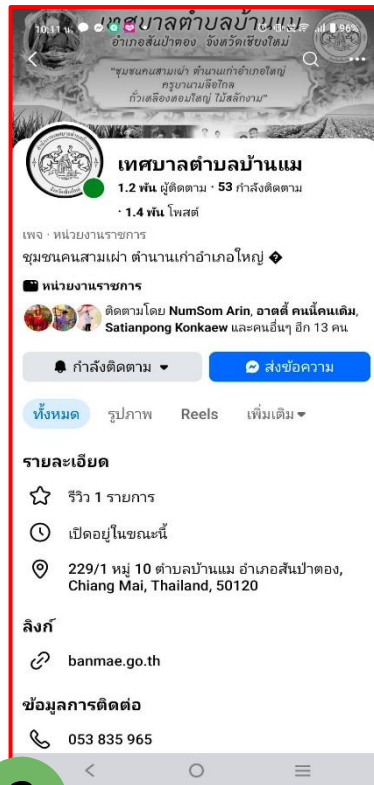 10:11 น.
96%
เทศบาลตำบลบ้านแม
อำเภอสันป่าตอง จังหวัดเชียงใหม่
"ชุมชนคนสามเผ่า ตำนานเก่าอำเภอใหญ่
ครูบานามลือไกล
ถั่วเหลืองหอมใหญ่ ไม้สลักงาม"
เทศบาลตำบลบ้านแม
1.2 พัน ผู้ติดตาม · 53 กำลังติดตาม
· 1.4 พัน โพสต์
เพจ · หน่วยงานราชการ
ชุมชนคนสามเผ่า ตำนานเก่าอำเภอใหญ่ �
หน่วยงานราชการ
ติดตามโดย NumSom Arin, อาตตี้ คนนี้คนเดิม,
Satianpong Konkaew และคนอื่นๆ อีก 13 คน
กำลังติดตาม
ส่งข้อความ
ทั้งหมด รูปภาพ Reels เพิ่มเติม
รายละเอียด
รีวิว 1 รายการ
เปิดอยู่ในขณะนี้
229/1 หมู่ 10 ตำบลบ้านแม อำเภอสันป่าตอง,
Chiang Mai, Thailand, 50120
ลิงก์
banmae.go.th
ข้อมูลการติดต่อ
053 835 965